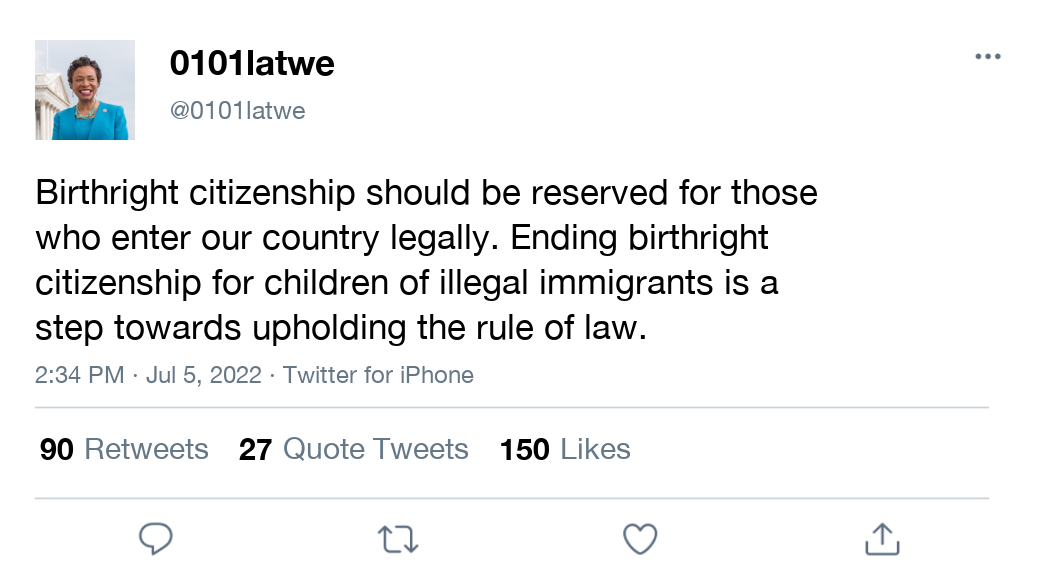 0101latwe
@0101latwe
Birthright citizenship should be reserved for those
who enter our country legally. Ending birthright
citizenship for children of illegal immigrants is a
step towards upholding the rule of law.
2:34 PM · Jul 5, 2022 · Twitter for iPhone
90 Retweets 27 Quote Tweets 150 Likes